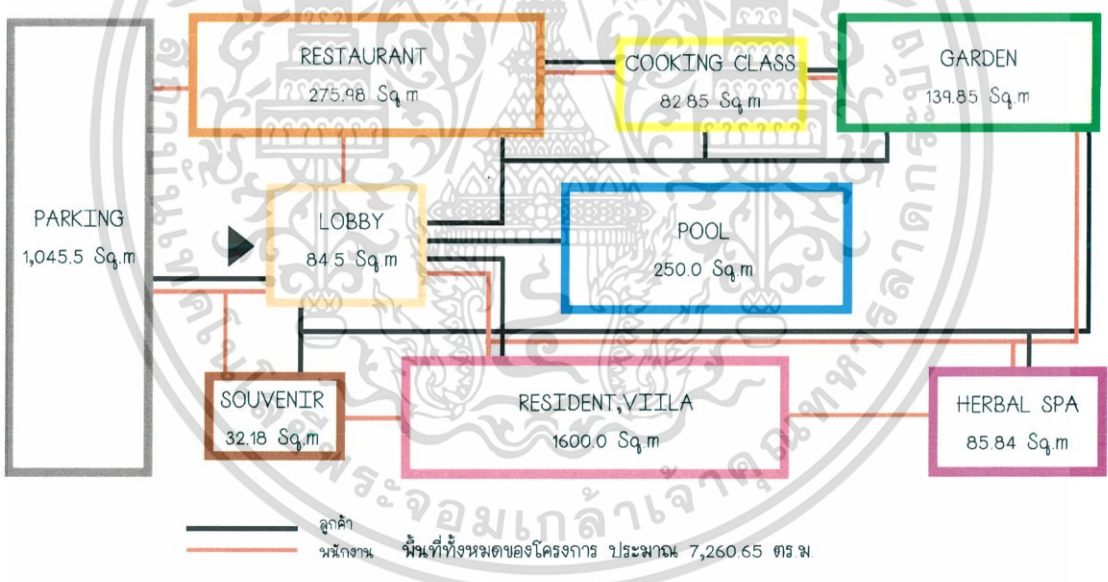 RESTAURANT
275.98 Sq.m
COOKING CLASS
82.85 Sq.m
GARDEN
139.85 Sq.m
PARKING
1,045.5 Sq.m
LOBBY
84.5 Sq.m
POOL
250.0 Sq.m
SOUVENIR
32.18 Sq.m
RESIDENT,VIILA
1600.0 Sq.m
HERBAL SPA
85.84 Sq.m
ลูกค้า
พนักงาน พื้นที่ทั้งหมดของโครงการ ประมาณ 7,260.65 ตร.ม.